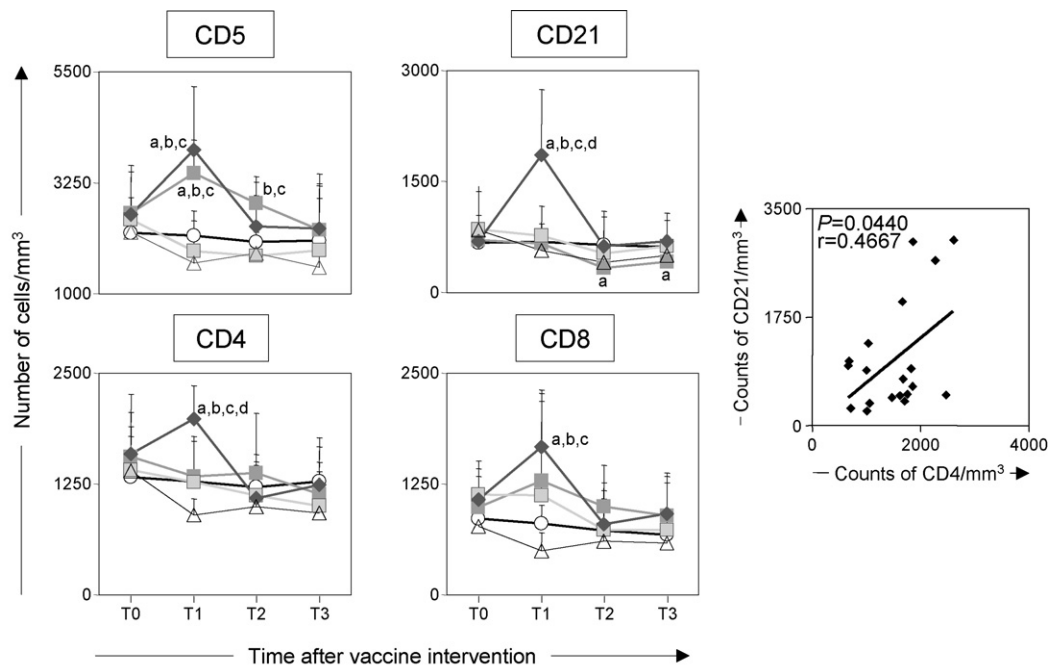 CD5
CD21
Number of cells/mm³
5500
3250
1000
a,b,c
a,b,c
b,c
3000
1500
0
a,b,c,d
a
a
CD4
CD8
2500
1250
0
a,b,c,d
T0 T1 T2 T3
2500
1250
0
a,b,c
T0 T1 T2 T3
Time after vaccine intervention
Counts of CD21/mm³
3500
1750
0
P=0.0440
r=0.4667
0 2000 4000
Counts of CD4/mm³